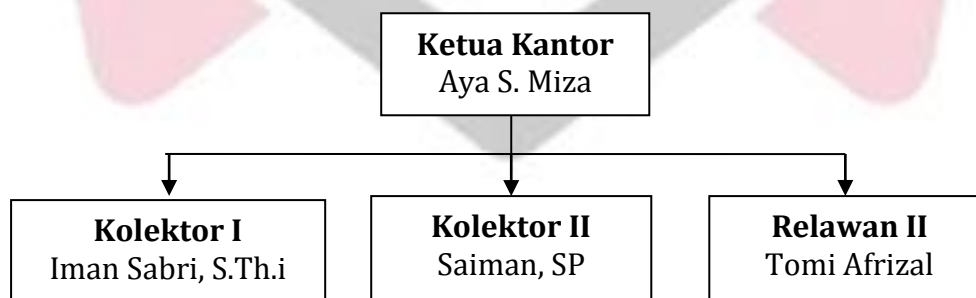 Ketua Kantor
Aya S. Miza
Kolektor I
Iman Sabri, S.Th.i
Kolektor II
Saiman, SP
Relawan II
Tomi Afrizal